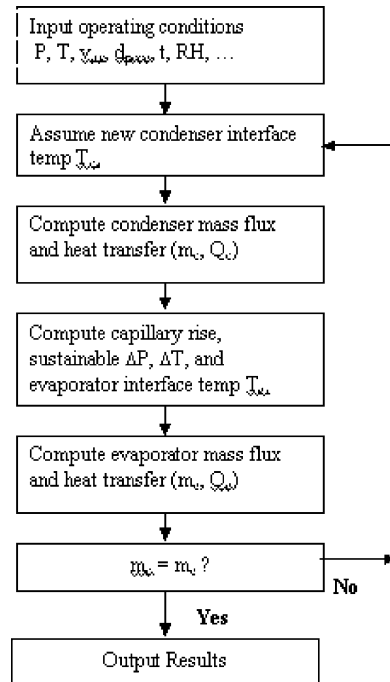 Input operating conditions
P, T, t, RH, …
Assume new condenser interface
temp
Compute condenser mass flux
and heat transfer (m
Compute capillary rise,
sustainable ΔP, ΔT, and
evaporator interface temp
Compute evaporator mass flux
and heat transfer (m
= m ?
No
Yes
Output Results